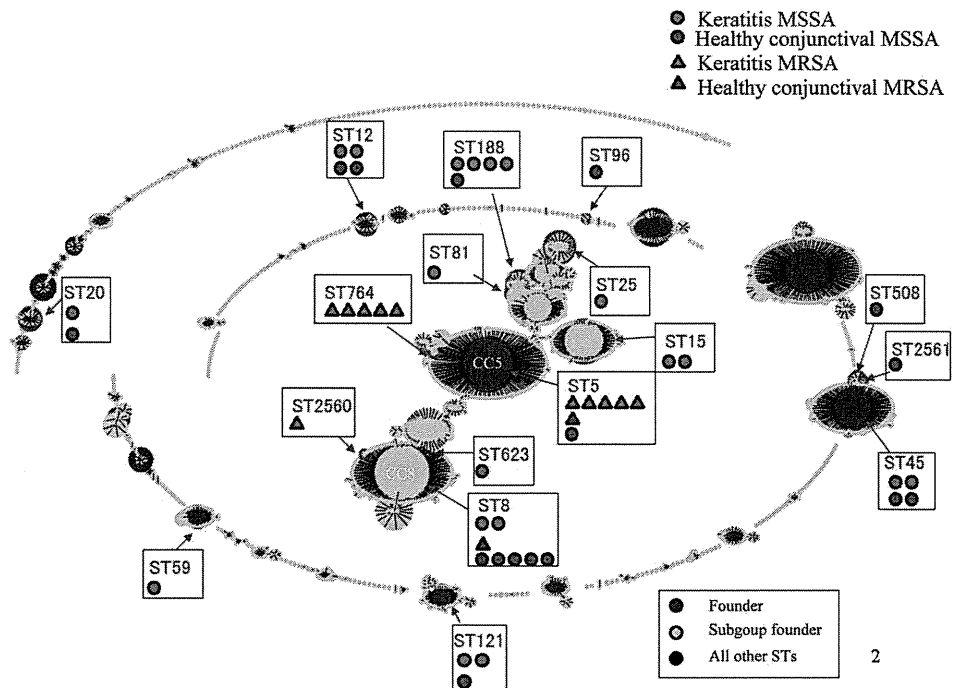 Keratitis MSSA
Healthy conjunctival MSSA
Keratitis MRSA
Healthy conjunctival MRSA
ST12
ST188
ST96
ST81
ST25
ST20
ST764
ST508
ST15
ST2561
CC5
ST5
ST2560
ST623
CC8
ST45
ST8
ST59
ST121
Founder
Subgoup founder
All other STs
2